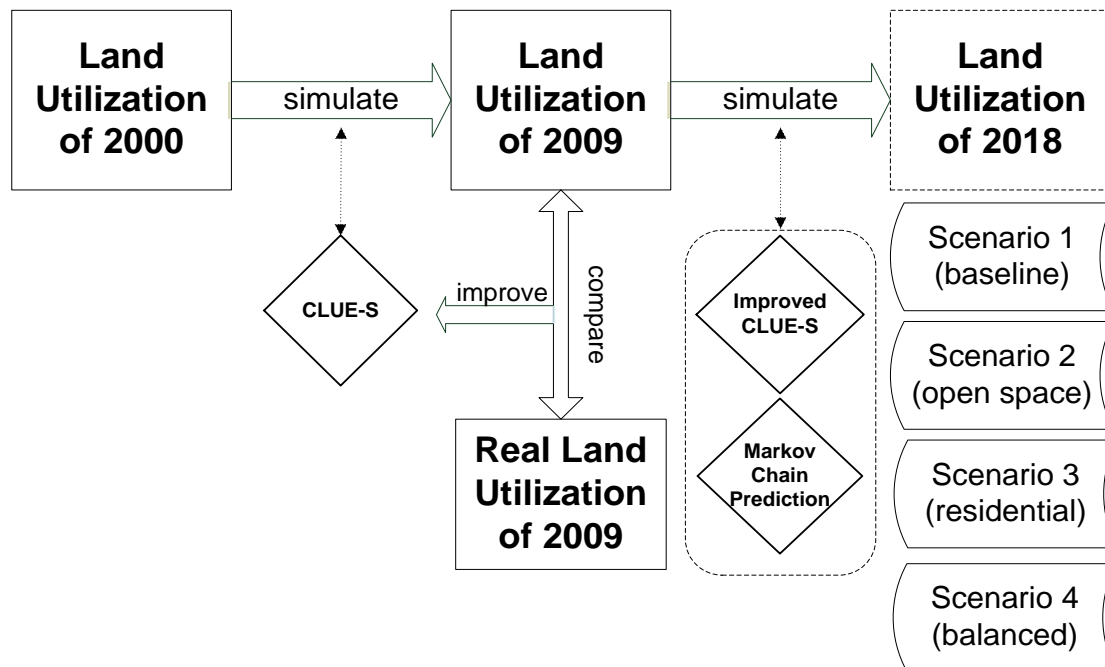 Land
Utilization
of 2000
simulate
Land
Utilization
of 2009
simulate
Land
Utilization
of 2018
CLUE-S
improve
compare
Real Land
Utilization
of 2009
Improved
CLUE-S
Markov
Chain
Prediction
Scenario 1
(baseline)
Scenario 2
(open space)
Scenario 3
(residential)
Scenario 4
(balanced)